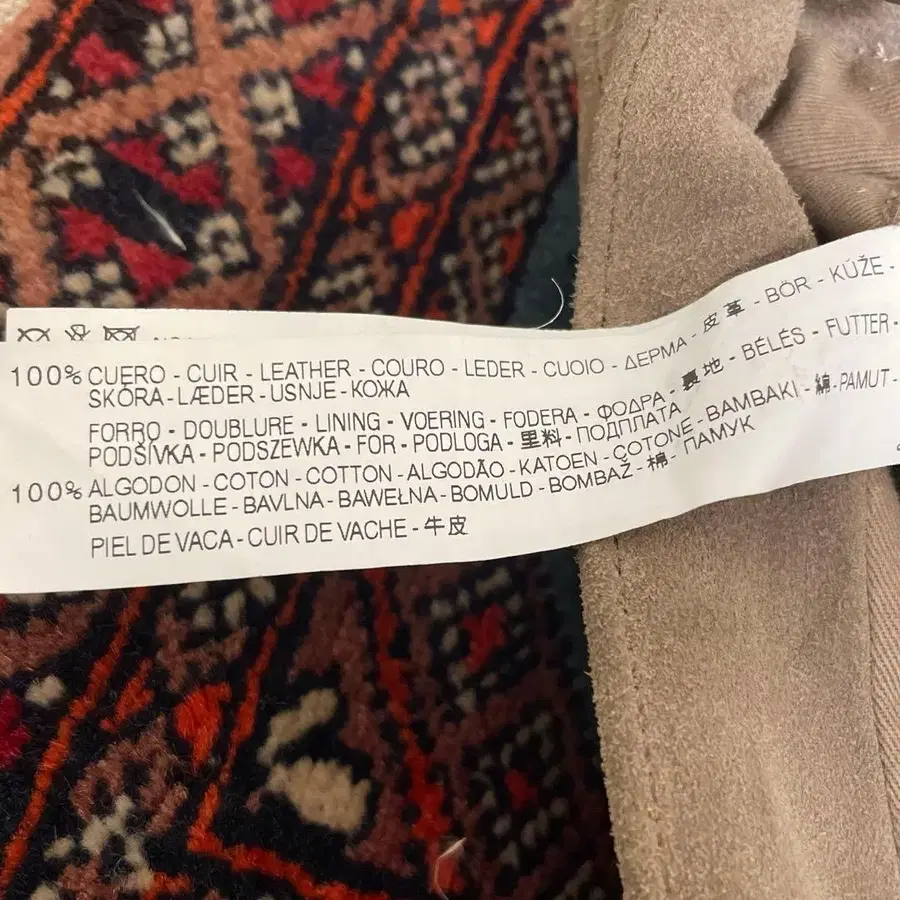 100% CUERO - CUIR - LEATHER - COURO - LEDER - CUOIO - ΔΕΡΜΑ - 皮革 - BŐR - KŮŽE -
SKÓRA - LÆDER - USNJE - КОЖА
FORRO - DOUBLURE - LINING - VOERING - FODERA - ΦΟΔΡΑ - 裏地 - BÉLÉS - FUTTER -
PODŠÍVKA - PODSZEWKA - FOR - PODLOGA - 里料 - ПОДПЛАТА
100% ALGODON - COTON - COTTON - ALGODÃO - KATOEN - COTONE - BAMBAKI - 綿 - PAMUT -
BAUMWOLLE - BAVLNA - BAWEŁNA - BOMULD - BOMBAŽ - 棉 - ПАМУК
PIEL DE VACA - CUIR DE VACHE - 牛皮